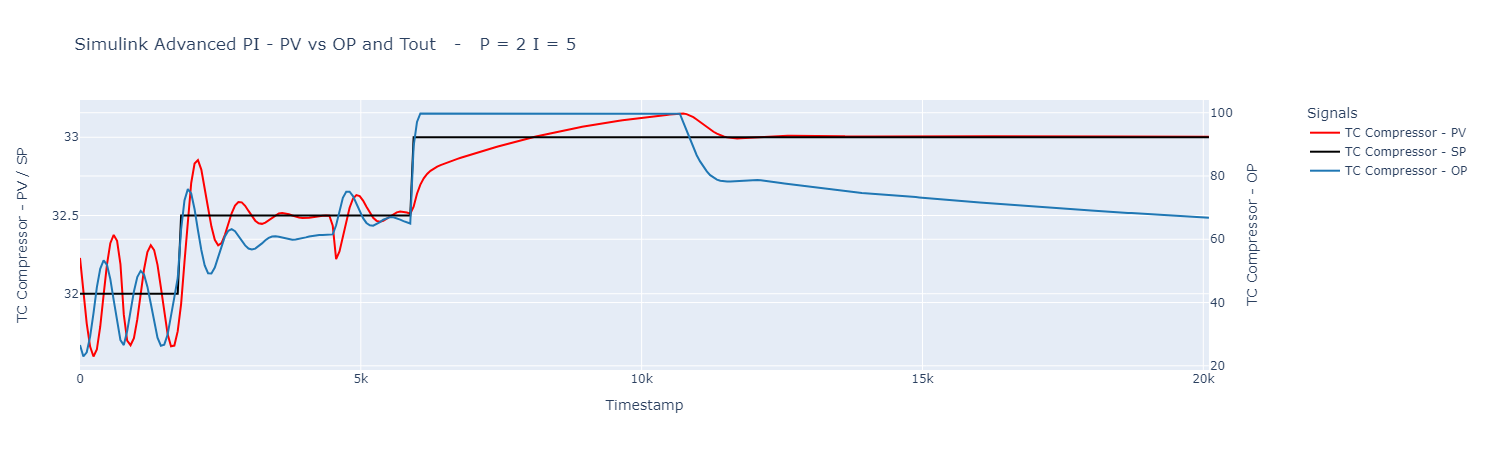 Simulink Advanced PI - PV vs OP and Tout   -   P = 2 I = 5
Signals
TC Compressor - PV
TC Compressor - SP
TC Compressor - OP
TC Compressor - PV / SP
33
32.5
32
100
80
60
40
20
TC Compressor - OP
0
5k
10k
15k
20k
Timestamp